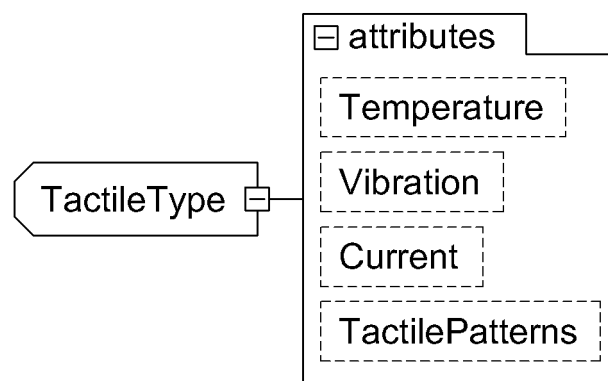 attributes
Temperature
Vibration
TactileType
Current
TactilePatterns